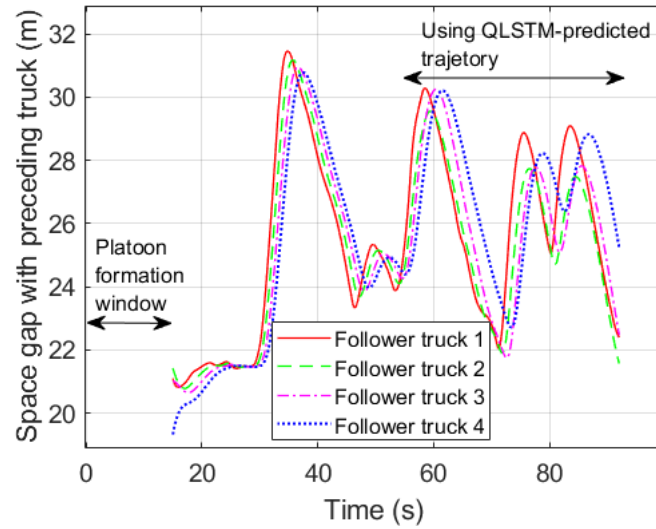 Space gap with preceding truck (m)
32
30
28
26
24
22
20
Using QLSTM-predicted
trajetory
Platoon
formation
window
Follower truck 1
Follower truck 2
Follower truck 3
Follower truck 4
0
20
40
60
80
Time (s)